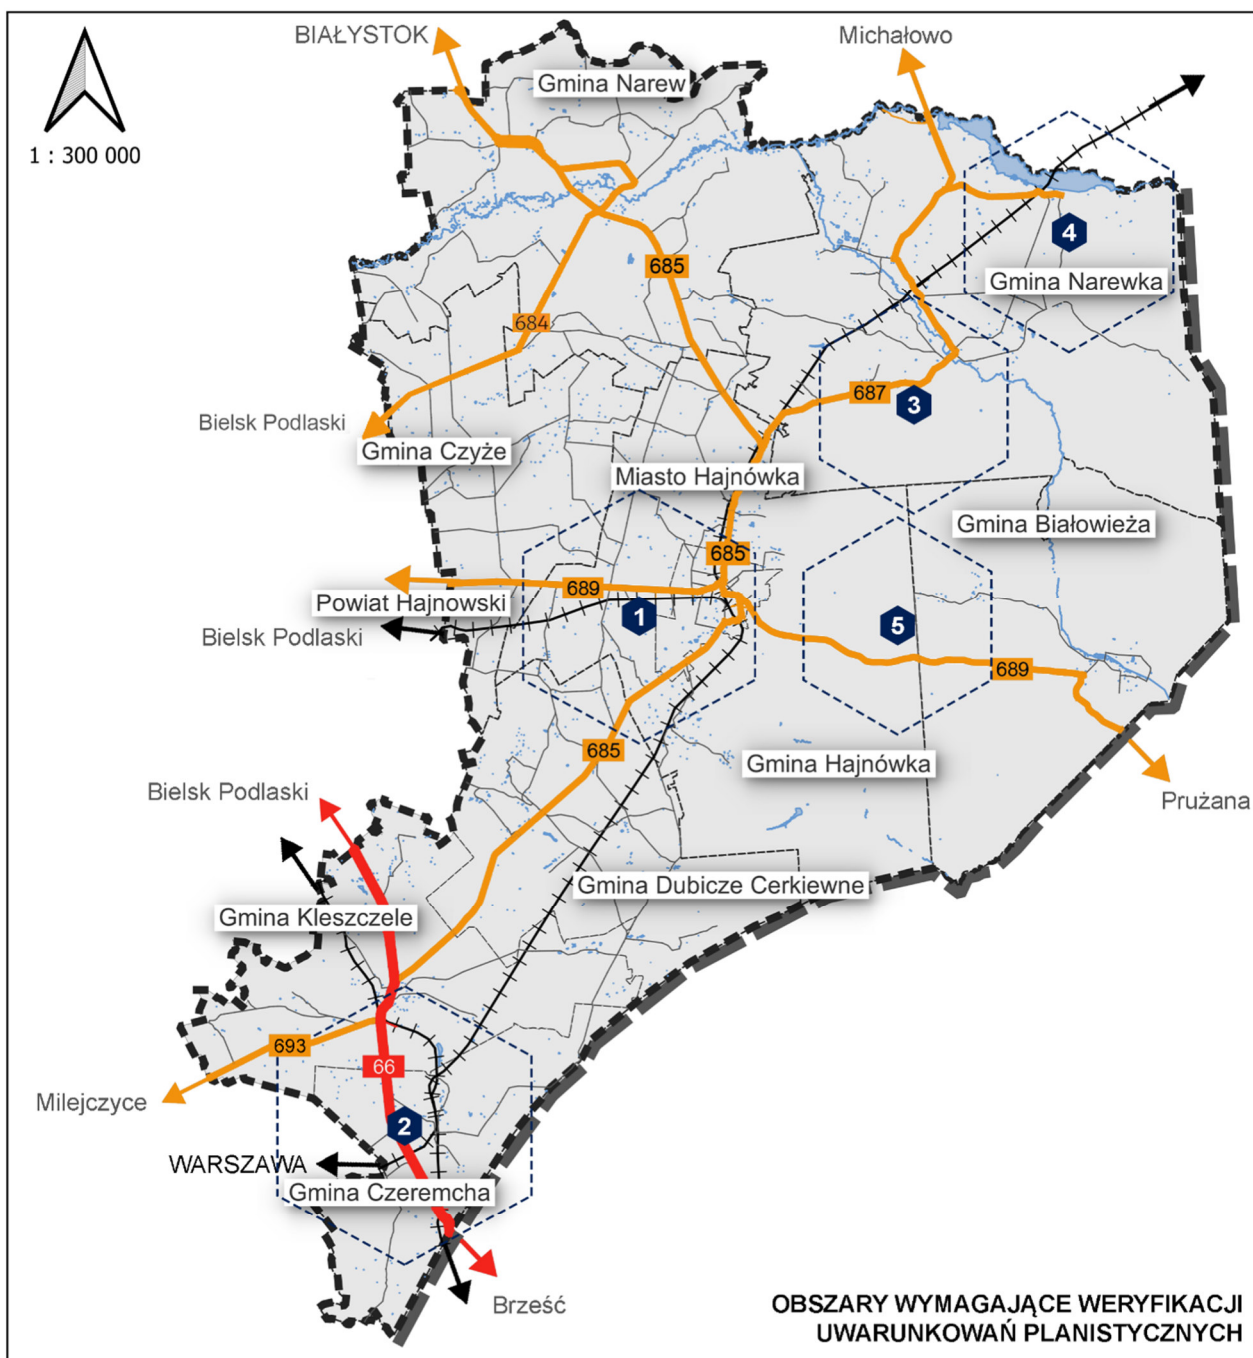 BIAŁYSTOK
Michałowo
Gmina Narew
1 : 300 000
4
685
Gmina Narewka
684
687
3
Bielsk Podlaski
Gmina Czyże
Miasto Hajnówka
Gmina Białowieża
685
689
Powiat Hajnowski
1
5
Bielsk Podlaski
689
685
Gmina Hajnówka
Bielsk Podlaski
Prużana
Gmina Dubicze Cerkiewne
Gmina Kleszczele
693
66
Milejczyce
2
WARSZAWA
Gmina Czeremcha
Brześć
OBSZARY WYMAGAJĄCE WERYFIKACJI
UWARUNKOWAŃ PLANISTYCZNYCH